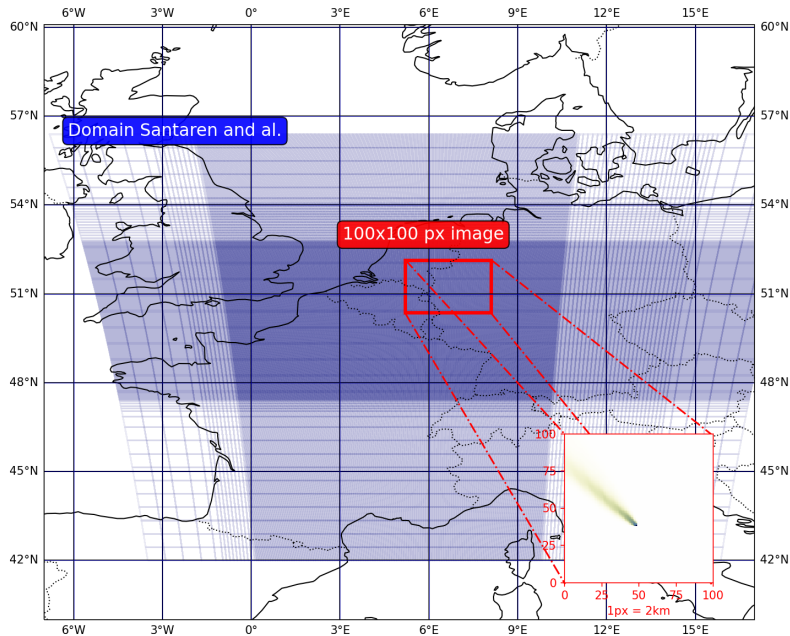 6°W 3°W 0° 3°E 6°E 9°E 12°E 15°E
60°N 60°N
57°N 57°N
Domain Santaren and al.
54°N 54°N
100x100 px image
51°N 51°N
48°N 48°N
100
45°N 75 45°N
50
25
42°N 42°N
0
0 25 50 75 100
1px = 2km
6°W 3°W 0° 3°E 6°E 9°E 12°E 15°E